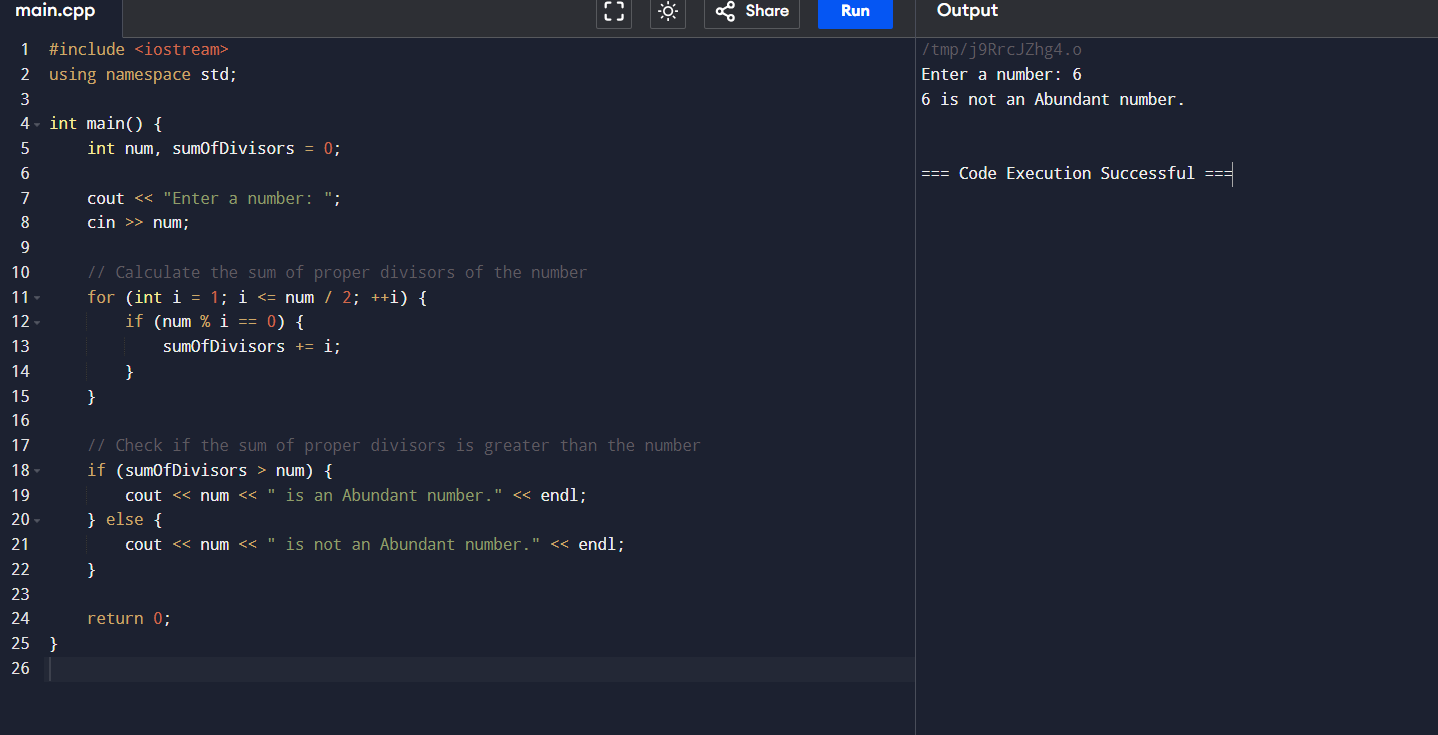 main.cpp
Share
Run
Output
1 #include <iostream>
2 using namespace std;
3
4 int main() {
5     int num, sumOfDivisors = 0;
6
7     cout << "Enter a number: ";
8     cin >> num;
9
10     // Calculate the sum of proper divisors of the number
11     for (int i = 1; i <= num / 2; ++i) {
12         if (num % i == 0) {
13             sumOfDivisors += i;
14         }
15     }
16
17     // Check if the sum of proper divisors is greater than the number
18     if (sumOfDivisors > num) {
19         cout << num << " is an Abundant number." << endl;
20     } else {
21         cout << num << " is not an Abundant number." << endl;
22     }
23
24     return 0;
25 }
26
/tmp/j9RrcJZhg4.o
Enter a number: 6
6 is not an Abundant number.
=== Code Execution Successful ===